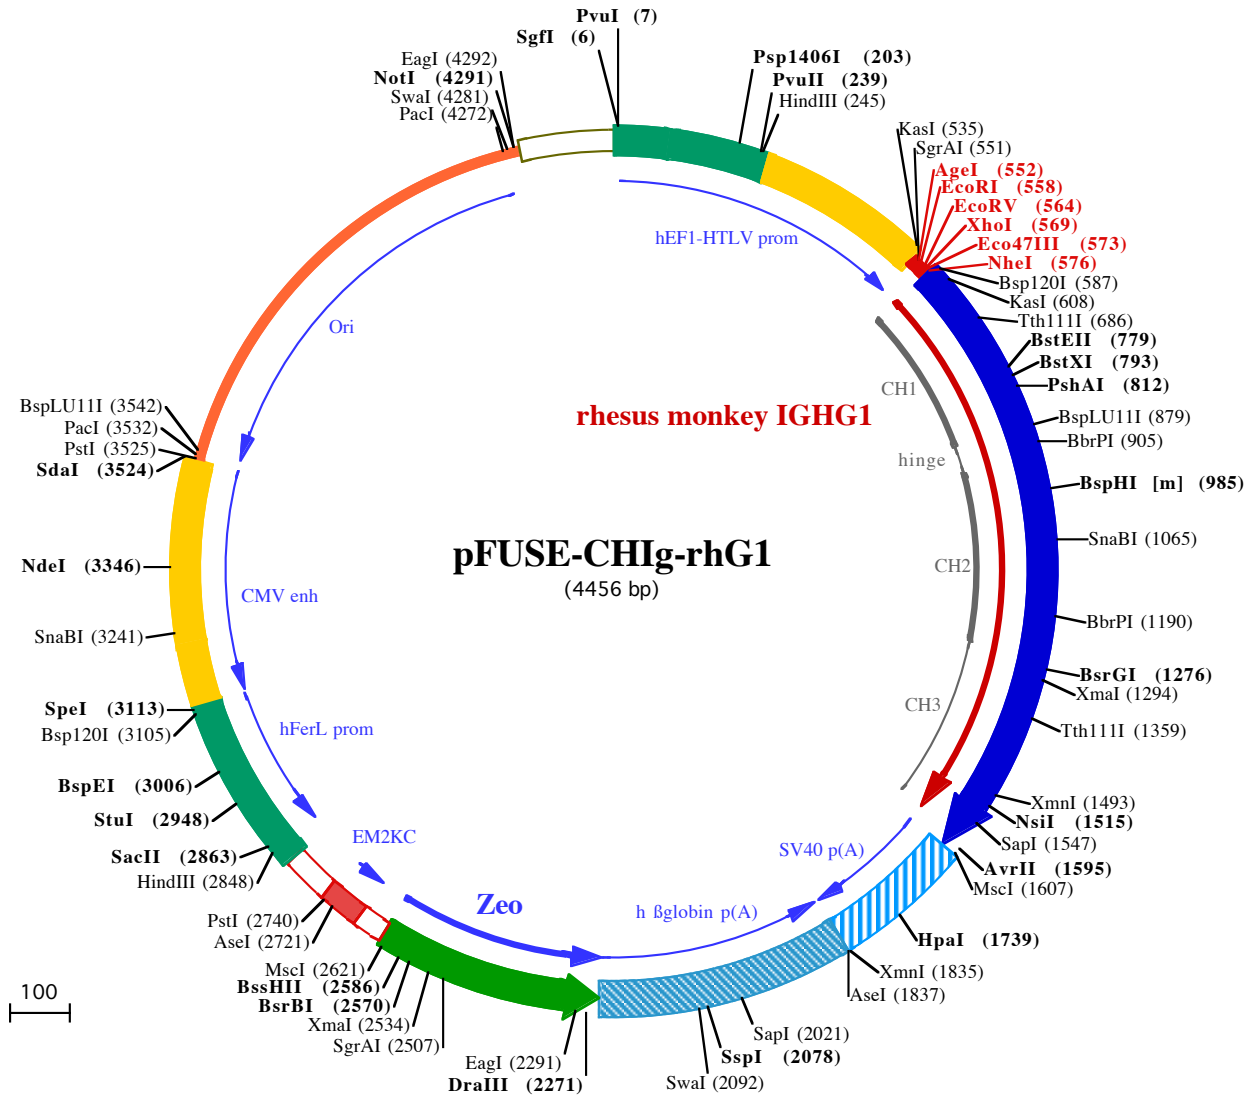 PvuI (7)
SgfI (6)
EagI (4292)
NotI (4291)
SwaI (4281)
PacI (4272)
Psp1406I (203)
PvuII (239)
HindIII (245)
KasI (535)
SgrAI (551)
AgeI (552)
EcoRI (558)
EcoRV (564)
XhoI (569)
Eco47III (573)
NheI (576)
Bsp120I (587)
KasI (608)
Tth111I (686)
BstEII (779)
BstXI (793)
PshAI (812)
BspLU11I (879)
BbrPI (905)
BspHI [m] (985)
SnaBI (1065)
BbrPI (1190)
BsrGI (1276)
XmaI (1294)
Tth111I (1359)
XmnI (1493)
NsiI (1515)
SapI (1547)
AvrII (1595)
MscI (1607)
HpaI (1739)
XmnI (1835)
AseI (1837)
SapI (2021)
SspI (2078)
SwaI (2092)
DraIII (2271)
EagI (2291)
SgrAI (2507)
XmaI (2534)
BsrBI (2570)
BssHII (2586)
MscI (2621)
AseI (2721)
PstI (2740)
HindIII (2848)
SacII (2863)
StuI (2948)
BspEI (3006)
Bsp120I (3105)
SpeI (3113)
SnaBI (3241)
NdeI (3346)
SdaI (3524)
PstI (3525)
PacI (3532)
BspLU11I (3542)
hEF1-HTLV prom
Ori
CH1
rhesus monkey IGHG1
hinge
pFUSE-CHIg-rhG1
(4456 bp)
CH2
CMV enh
CH3
hFerL prom
EM2KC
SV40 p(A)
Zeo
h ßglobin p(A)
100